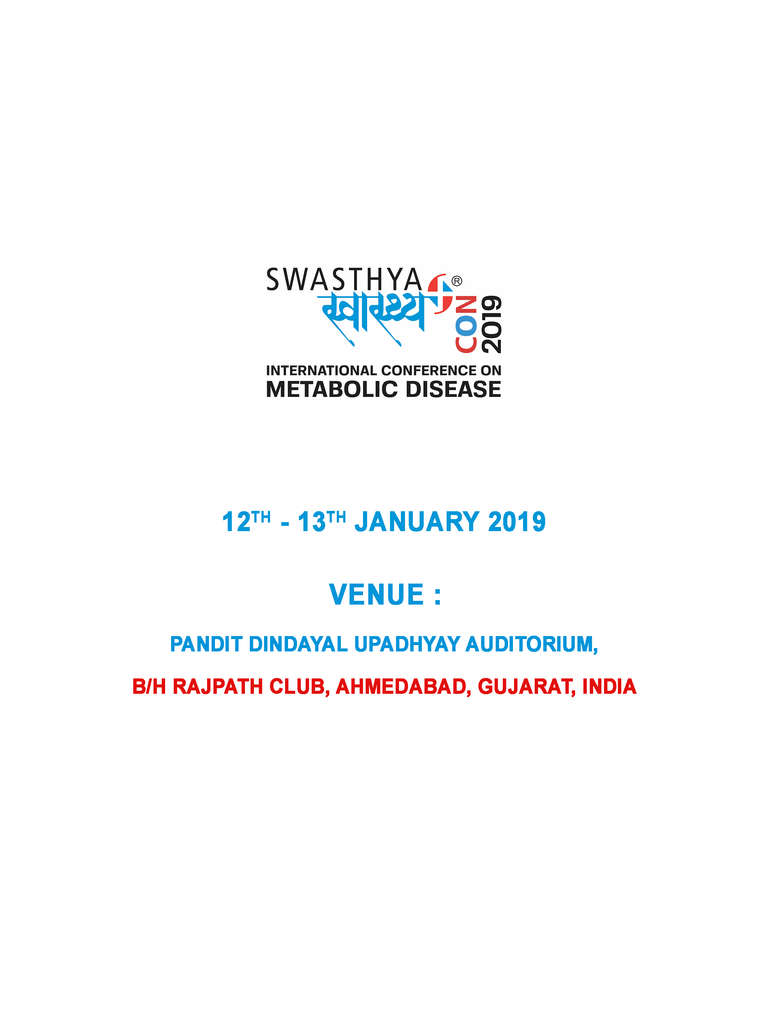 SWASTHYA ®
स्वास्थ्य
CON
2019
INTERNATIONAL CONFERENCE ON
METABOLIC DISEASE
12TH - 13TH JANUARY 2019
VENUE :
PANDIT DINDAYAL UPADHYAY AUDITORIUM,
B/H RAJPATH CLUB, AHMEDABAD, GUJARAT, INDIA